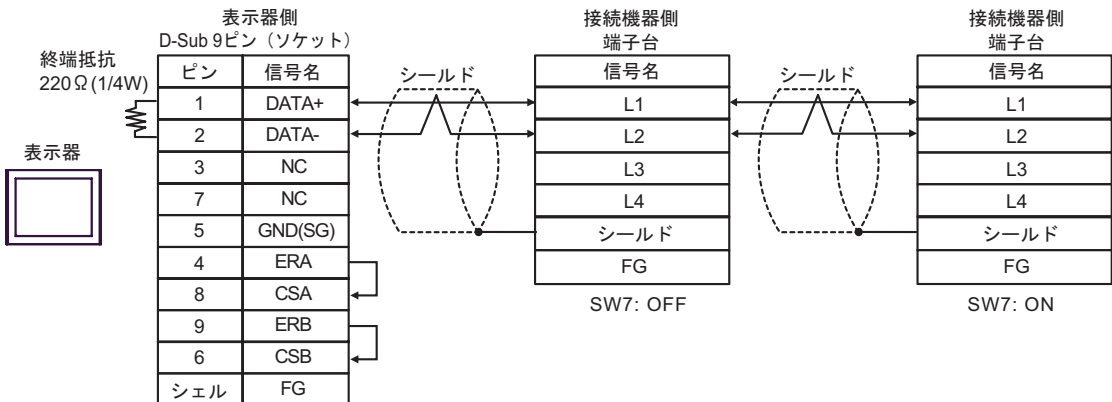 表示器側
D-Sub 9ピン（ソケット）
終端抵抗
220Ω(1/4W)
表示器
ピン 信号名
1 DATA+
2 DATA-
3 NC
7 NC
5 GND(SG)
4 ERA
8 CSA
9 ERB
6 CSB
シェル FG
シールド
接続機器側
端子台
信号名
L1
L2
L3
L4
シールド
FG
SW7: OFF
シールド
接続機器側
端子台
信号名
L1
L2
L3
L4
シールド
FG
SW7: ON